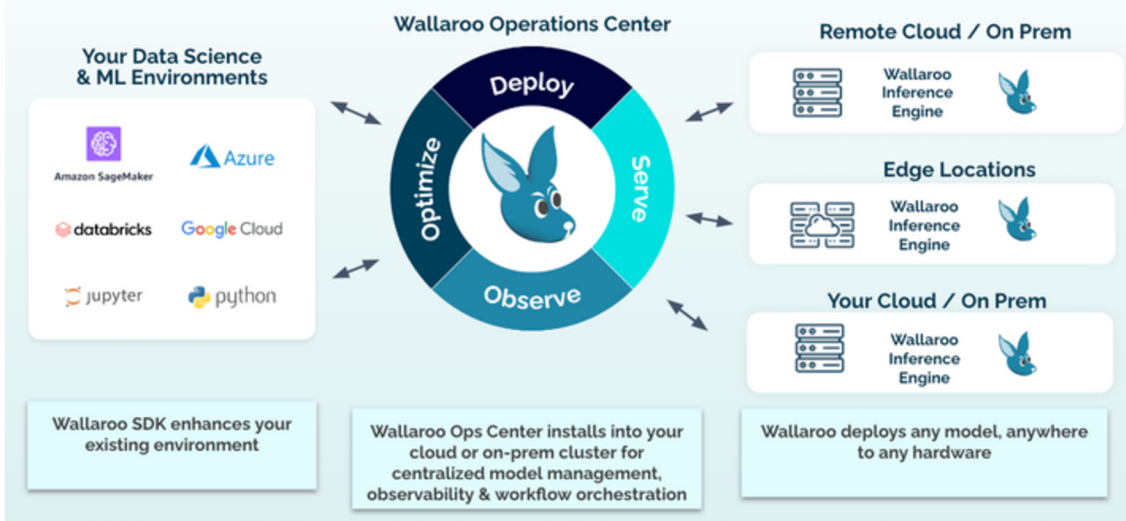 Wallaroo Operations Center
Your Data Science
& ML Environments
Amazon SageMaker
Azure
databricks
Google Cloud
jupyter
python
Deploy
Serve
Observe
Optimize
Remote Cloud / On Prem
Wallaroo
Inference
Engine
Edge Locations
Wallaroo
Inference
Engine
Your Cloud / On Prem
Wallaroo
Inference
Engine
Wallaroo SDK enhances your
existing environment
Wallaroo Ops Center installs into your
cloud or on-prem cluster for
centralized model management,
observability & workflow orchestration
Wallaroo deploys any model, anywhere
to any hardware